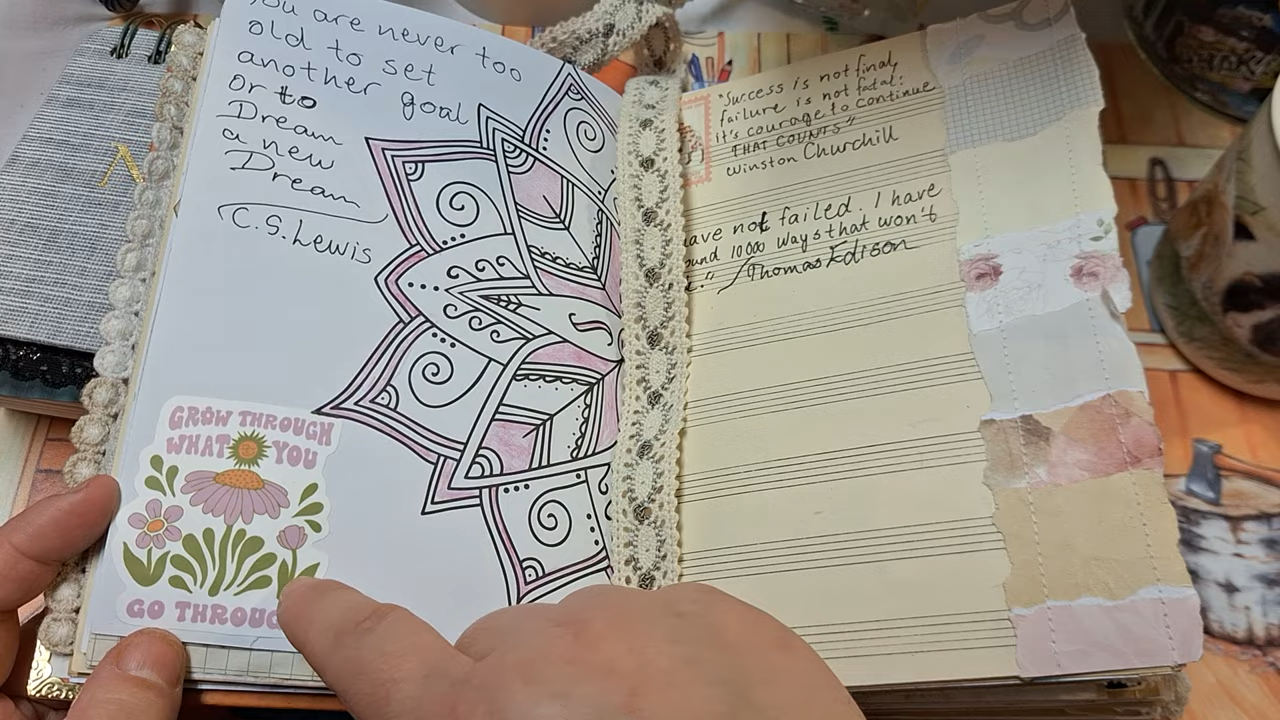 You are never too
old to set
another goal
or to
Dream
a new
Dream
C.S.Lewis
GROW THROUGH
WHAT YOU
GO THROUG
"Success is not final,
failure is not fatal:
it's courage to continue
THAT COUNTS"
Winston Churchill
have not failed. I have
ound 10000 ways that won't
." /Thomas Edison